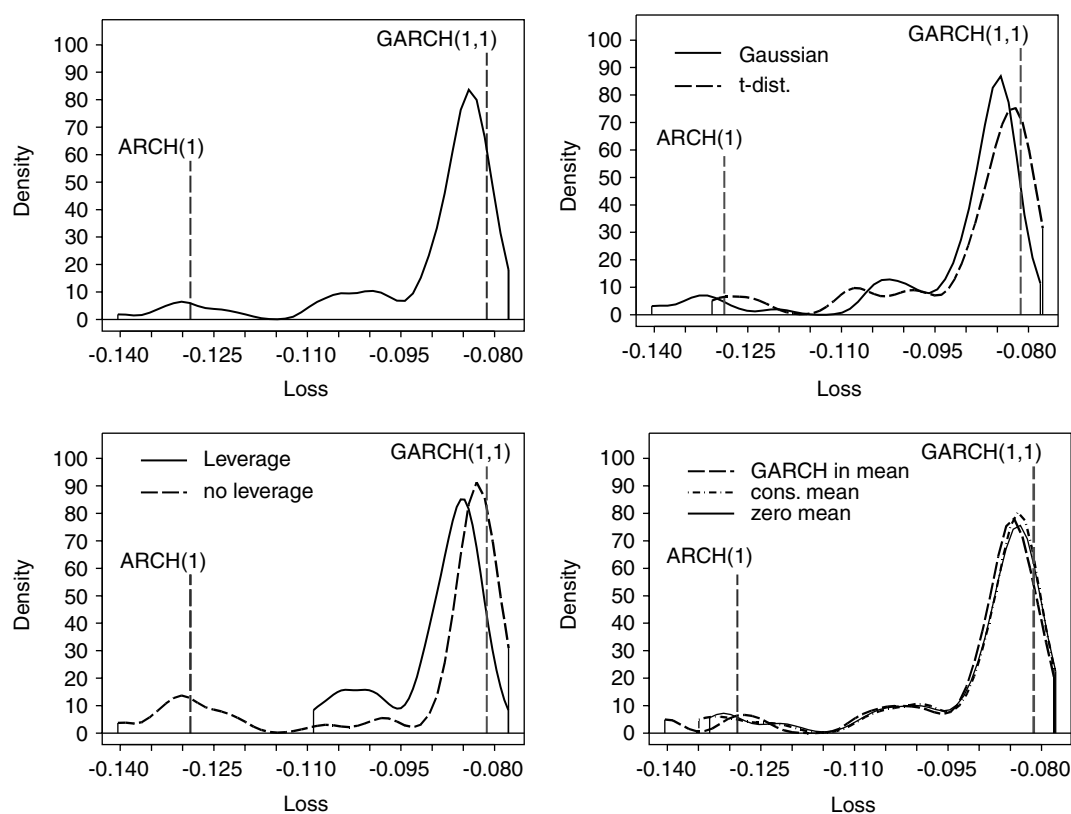 100
90
80
70
60
50
40
30
20
10
0
Density
GARCH(1,1)
ARCH(1)
-0.140 -0.125 -0.110 -0.095 -0.080
Loss
100
90
80
70
60
50
40
30
20
10
0
Density
GARCH(1,1)
Gaussian
t-dist.
ARCH(1)
-0.140 -0.125 -0.110 -0.095 -0.080
Loss
100
90
80
70
60
50
40
30
20
10
0
Density
GARCH(1,1)
Leverage
no leverage
ARCH(1)
-0.140 -0.125 -0.110 -0.095 -0.080
Loss
100
90
80
70
60
50
40
30
20
10
0
Density
GARCH(1,1)
GARCH in mean
cons. mean
zero mean
ARCH(1)
-0.140 -0.125 -0.110 -0.095 -0.080
Loss